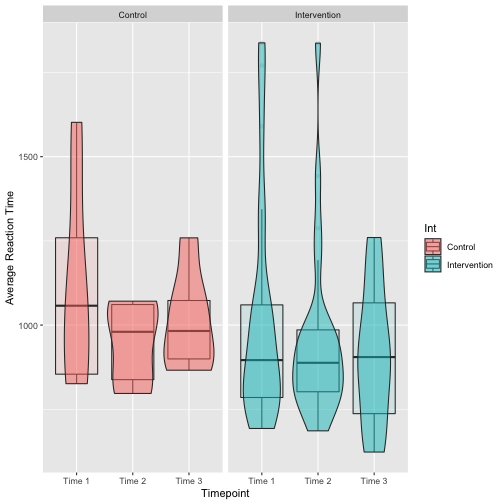 Control
Intervention
Average Reaction Time
1500
1000
Time 1
Time 2
Time 3
Time 1
Time 2
Time 3
Timepoint
Int
Control
Intervention